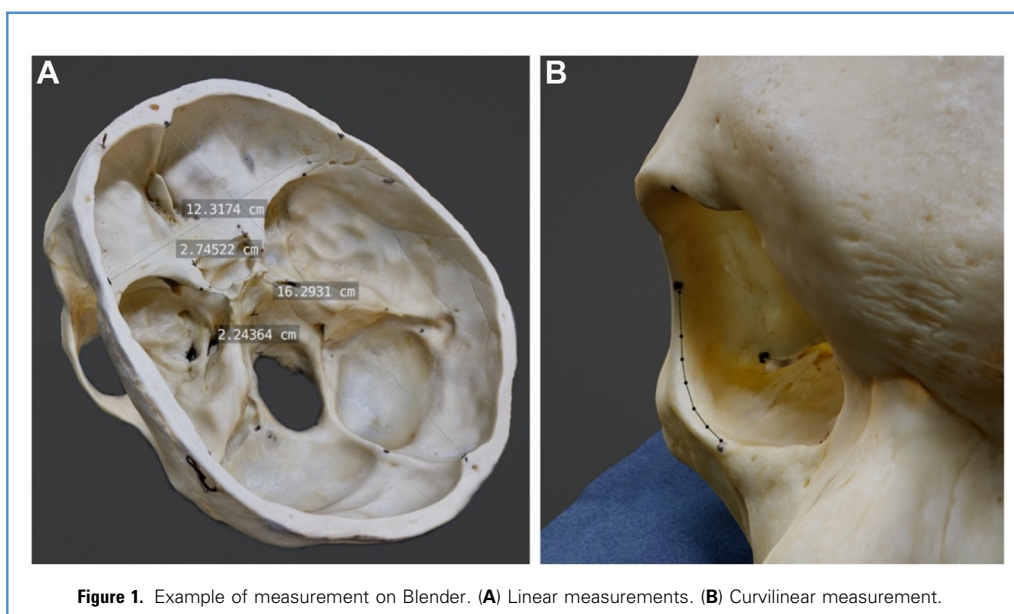 A
B
12.3174 cm
2.74522 cm
16.2931 cm
2.24364 cm
Figure 1. Example of measurement on Blender. (A) Linear measurements. (B) Curvilinear measurement.